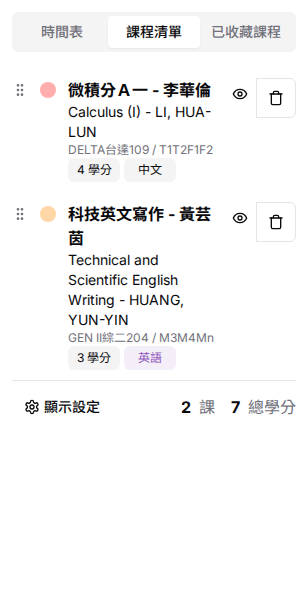 時間表 課程清單 已收藏課程
微積分A一 - 李華倫
Calculus (I) - LI, HUA-
LUN
DELTA台達109 / T1T2F1F2
4 學分 中文
科技英文寫作 - 黃芸
茵
Technical and
Scientific English
Writing - HUANG,
YUN-YIN
GEN II綜二204 / M3M4Mn
3 學分 英語
顯示設定 2 課 7 總學分